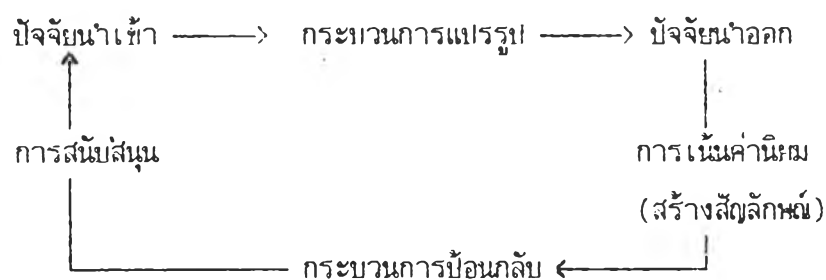 ปัจจัยนำเข้า ——> กระบวนการแปรรูป ——> ปัจจัยนำออก
การสนับสนุน การเน้นค่านิยม
(สร้างสัญลักษณ์)
กระบวนการป้อนกลับ